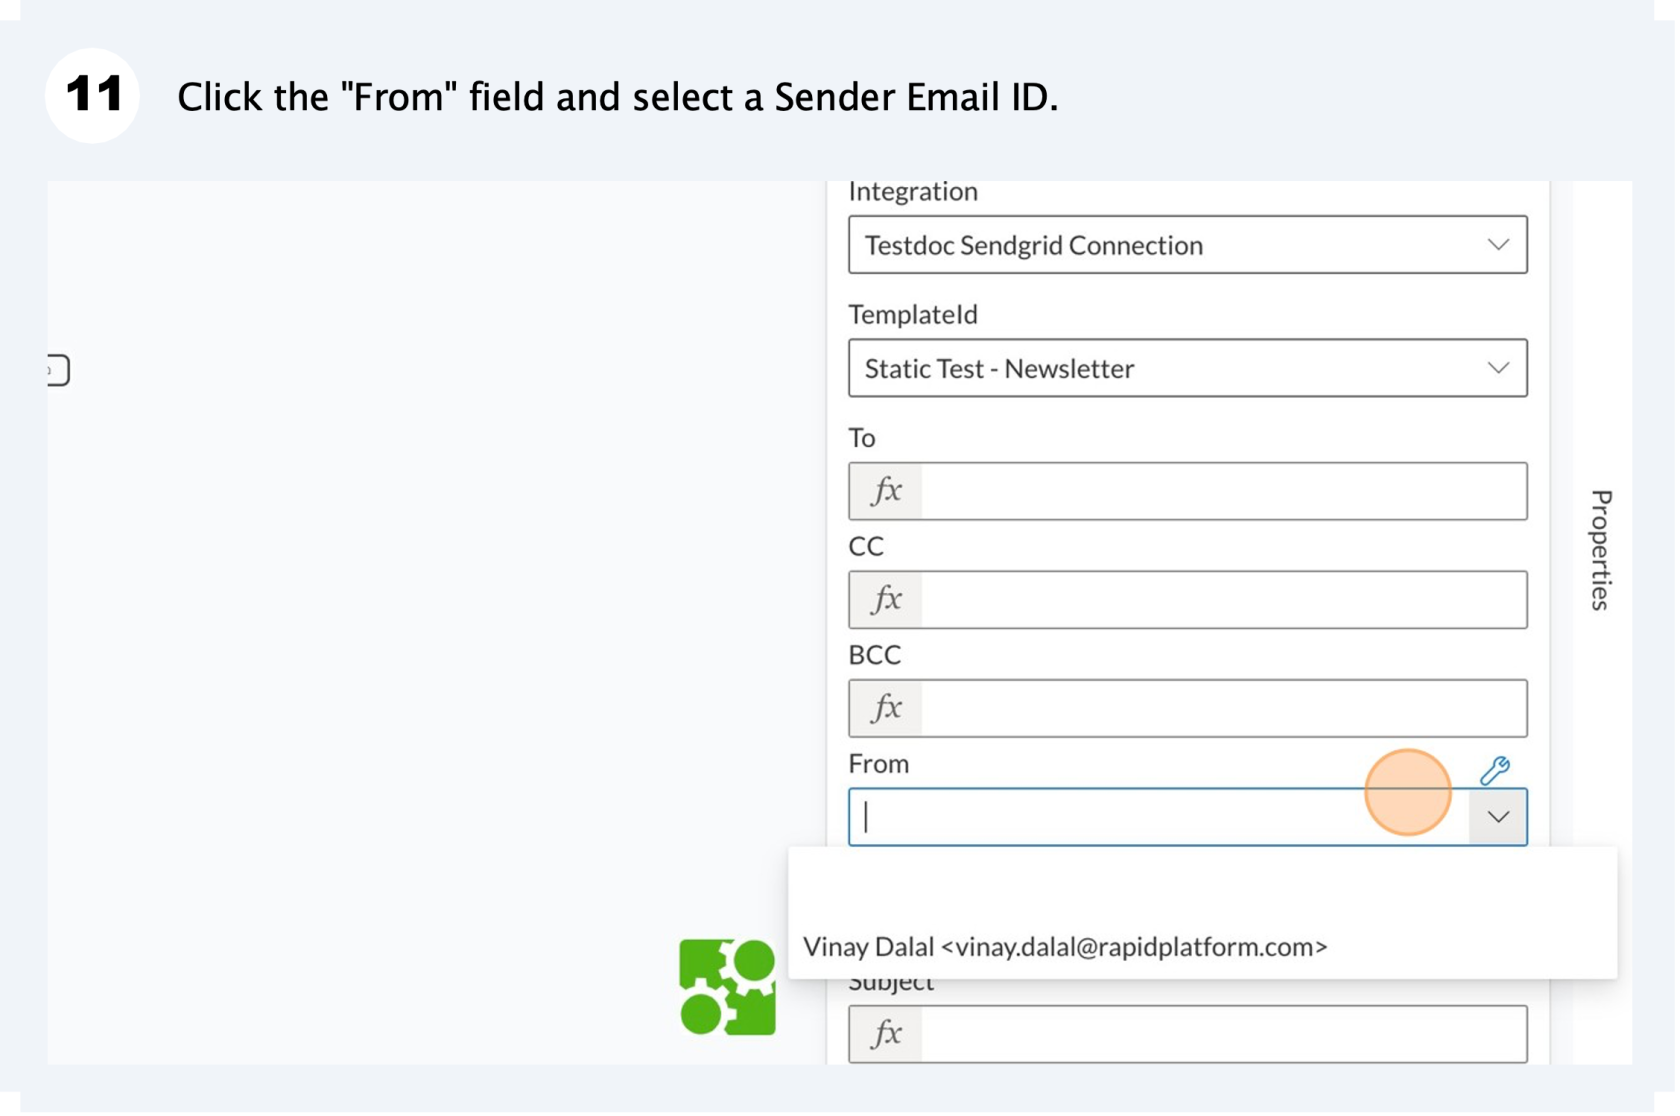 11
Click the "From" field and select a Sender Email ID.
Integration
Testdoc Sendgrid Connection
TemplateId
Static Test - Newsletter
To
fx
CC
fx
BCC
fx
From
Vinay Dalal <vinay.dalal@rapidplatform.com>
Subject
fx
Properties